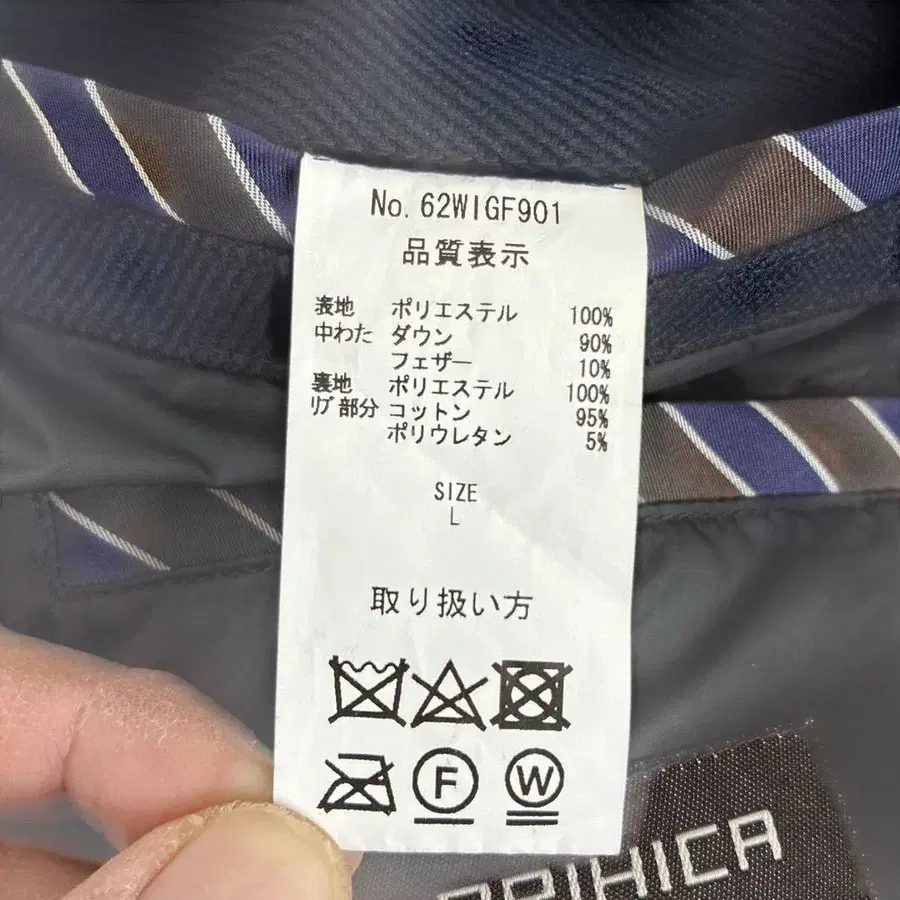 No. 62WIGF901
品質表示
表地 ポリエステル 100%
中わた ダウン 90%
フェザー 10%
裏地 ポリエステル 100%
リブ部分 コットン 95%
ポリウレタン 5%
SIZE
L
取り扱い方
F W